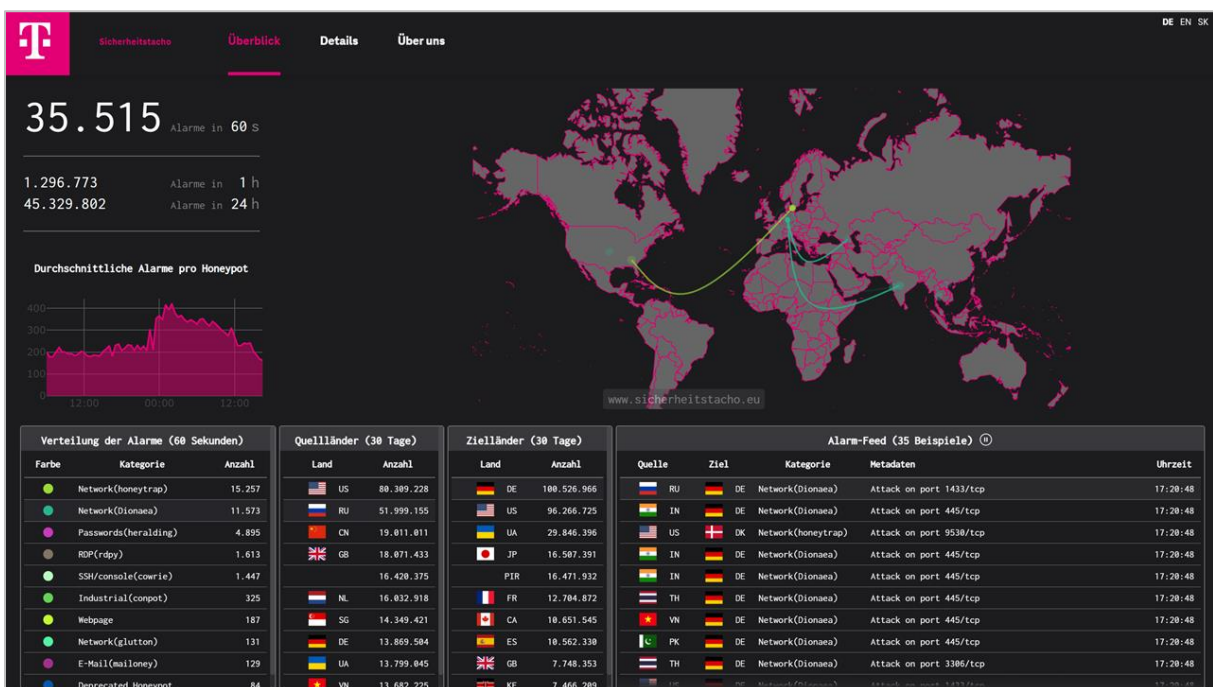 T
Sicherheitstacho Überblick Details Über uns
DE EN SK
35.515 Alarme in 60 s
1.296.773 Alarme in 1 h
45.329.802 Alarme in 24 h
Durchschnittliche Alarme pro Honeypot
400
300
200
100
0
12:00 00:00 12:00
www.sicherheitstacho.eu
Verteilung der Alarme (60 Sekunden)
Farbe Kategorie Anzahl
Network(honeytrap) 15.257
Network(Dionaea) 11.573
Passwords(heralding) 4.895
RDP(rdpy) 1.613
SSH/console(cowrie) 1.447
Industrial(conpot) 325
Webpage 187
Network(glutton) 131
E-Mail(mailoney) 129
Deprecated Honeypot 84
Quellländer (30 Tage)
Land Anzahl
US 80.309.228
RU 51.999.155
CN 19.011.011
GB 18.071.433
16.420.375
NL 16.032.918
SG 14.349.421
DE 13.869.504
UA 13.799.045
VN 13.682.225
Zielländer (30 Tage)
Land Anzahl
DE 100.526.966
US 96.266.725
UA 29.846.396
JP 16.507.391
PIR 16.471.932
FR 12.704.872
CA 10.651.545
ES 10.562.330
GB 7.748.353
KE 7.466.209
Alarm-Feed (35 Beispiele)
Quelle Ziel Kategorie Metadaten Uhrzeit
RU DE Network(Dionaea) Attack on port 1433/tcp 17:20:48
IN DE Network(Dionaea) Attack on port 445/tcp 17:20:48
US DK Network(honeytrap) Attack on port 9530/tcp 17:20:48
IN DE Network(Dionaea) Attack on port 445/tcp 17:20:48
IN DE Network(Dionaea) Attack on port 445/tcp 17:20:48
TH DE Network(Dionaea) Attack on port 445/tcp 17:20:48
VN DE Network(Dionaea) Attack on port 445/tcp 17:20:48
PK DE Network(Dionaea) Attack on port 445/tcp 17:20:48
TH DE Network(Dionaea) Attack on port 3306/tcp 17:20:48
US DE Network(Dionaea) Attack on port 1433/tcp 17:20:48